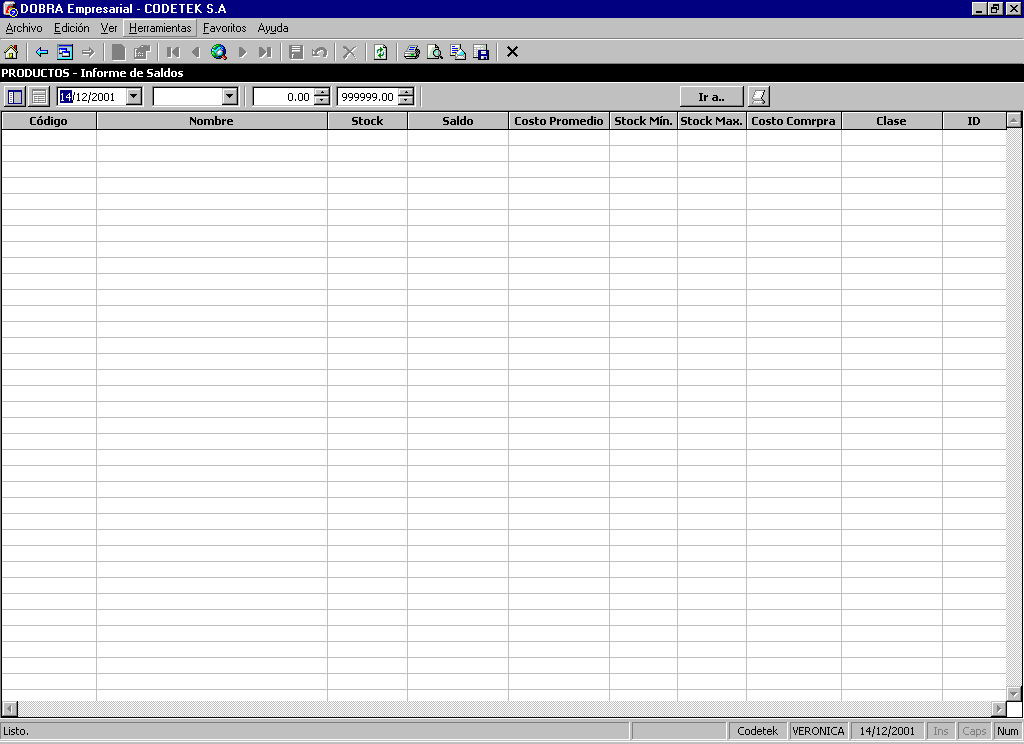 DOBRA Empresarial - CODETEK S.A
Archivo Edición Ver Herramientas Favoritos Ayuda
PRODUCTOS - Informe de Saldos
14/12/2001 0.00 999999.00 Ir a..
Código Nombre Stock Saldo Costo Promedio Stock Mín. Stock Max. Costo Comrpra Clase ID
Listo. Codetek VERONICA 14/12/2001 Ins Caps Num